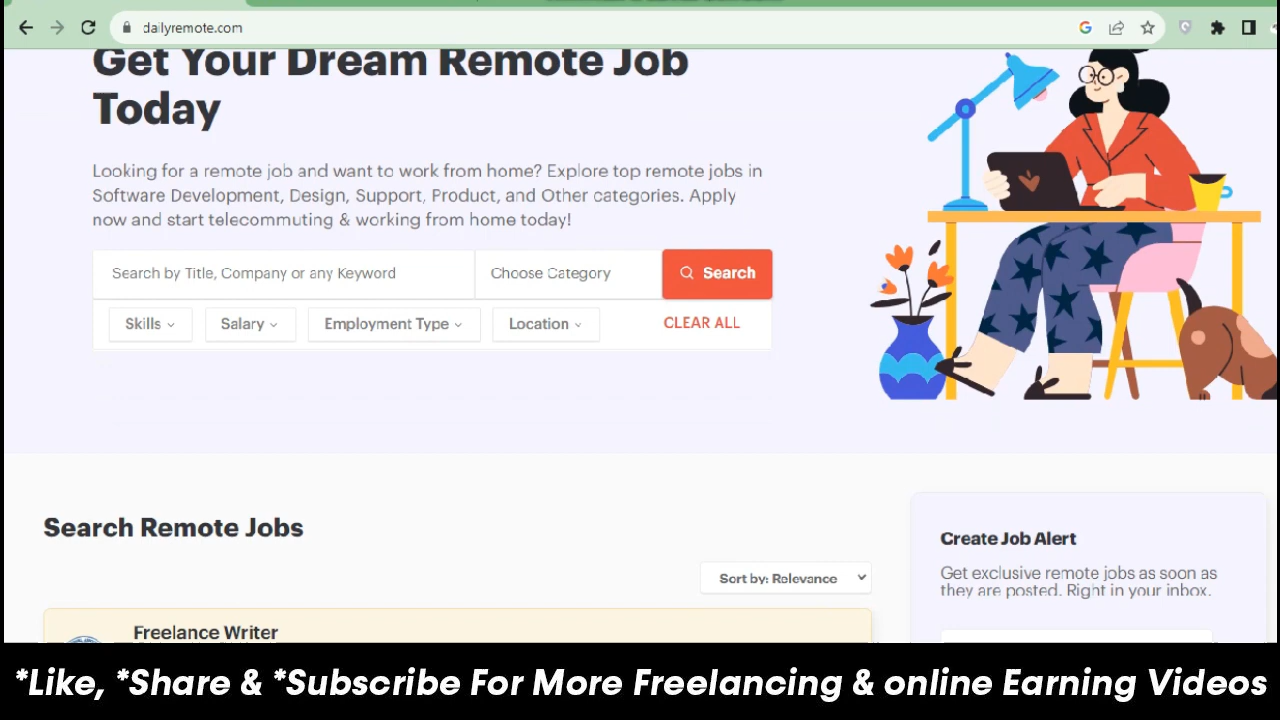 dailyremote.com
Get Your Dream Remote Job
Today
Looking for a remote job and want to work from home? Explore top remote jobs in
Software Development, Design, Support, Product, and Other categories. Apply
now and start telecommuting & working from home today!
Search by Title, Company or any Keyword
Choose Category
Search
Skills
Salary
Employment Type
Location
CLEAR ALL
Search Remote Jobs
Sort by: Relevance
Freelance Writer
Create Job Alert
Get exclusive remote jobs as soon as
they are posted. Right in your inbox.
*Like, *Share & *Subscribe For More Freelancing & online Earning Videos